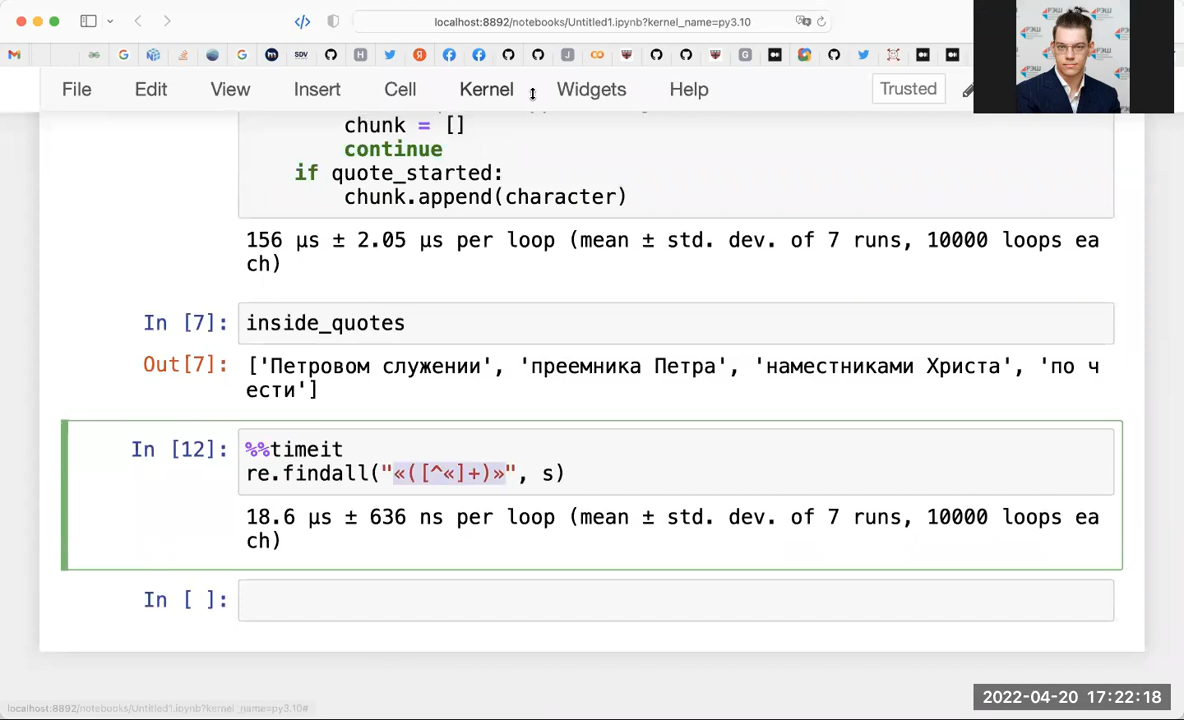 localhost:8892/notebooks/Untitled1.ipynb?kernel_name=py3.10
SDV
РЭШ
РЭШ
РЭШ
File Edit View Insert Cell Kernel Widgets Help Trusted
chunk = []
continue
if quote_started:
chunk.append(character)
156 µs ± 2.05 µs per loop (mean ± std. dev. of 7 runs, 10000 loops ea
ch)
In [7]: inside_quotes
Out[7]: ['Петровом служении', 'преемника Петра', 'наместниками Христа', 'по ч
ести']
In [12]: %%timeit
re.findall("«([^«]+)»", s)
18.6 µs ± 636 ns per loop (mean ± std. dev. of 7 runs, 10000 loops ea
ch)
In [ ]:
localhost:8892/notebooks/Untitled1.ipynb?kernel_name=py3.10#
2022-04-20 17:22:18